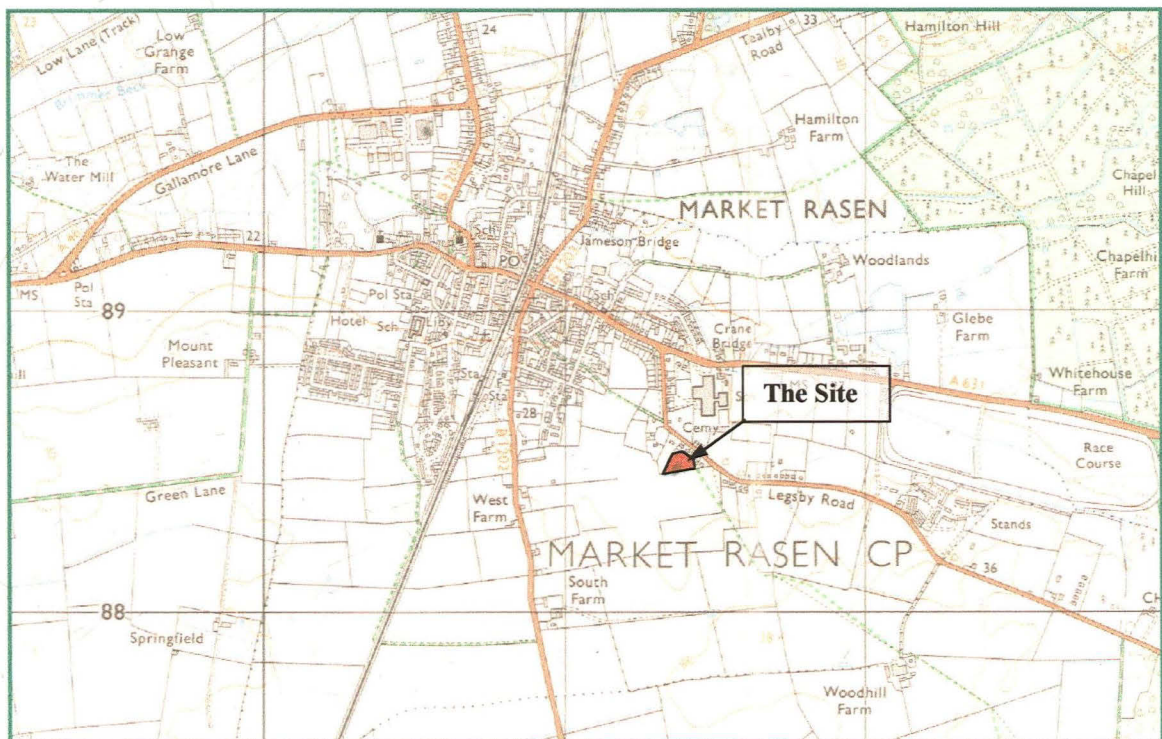 23
Low Lane (Track)
Low
Grange
Farm
24
33
Tealby
Road
Hamilton Hill
Hamilton
Farm
The
Water Mill
Gallamore Lane
Chapel
Hill
MARKET RASEN
22
Sch
Jameson Bridge
PO
Woodlands
Chapelhi
Farm
MS
Pol
Sta
89
Pol Sta
Sch
Hotel
Sch
Crane
Bridge
Glebe
Farm
Mount
Pleasant
MS
A 631
Whitehouse
Farm
The Site
28
Cemy
Race
Course
B 1202
Green Lane
West
Farm
Legsby Road
Stands
MARKET RASEN CP
36
88
South
Farm
Springfield
Woodhill
Farm